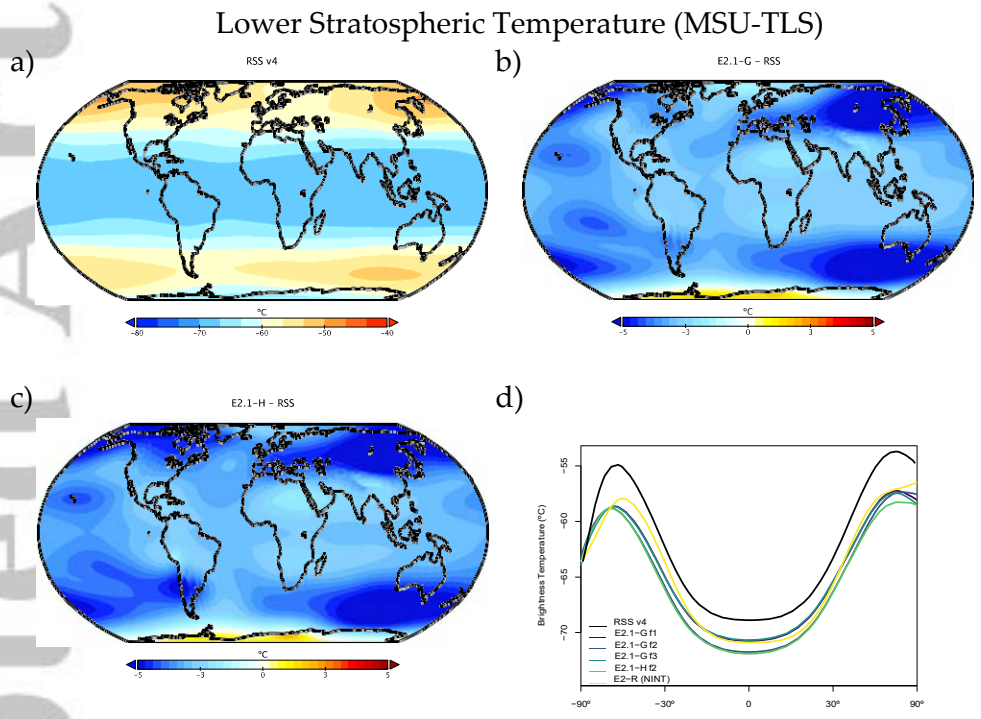 Lower Stratospheric Temperature (MSU-TLS)
a)
RSS v4
°C
-80 -70 -60 -50 -40
b)
E2.1-G - RSS
°C
-5 -3 0 3 5
c)
E2.1-H - RSS
°C
-5 -3 0 3 5
d)
Brightness Temperature (°C)
-55
-60
-65
-70
RSS v4
E2.1-G f1
E2.1-G f2
E2.1-G f3
E2.1-H f2
E2-R (NINT)
-90° -30° 0 30° 90°